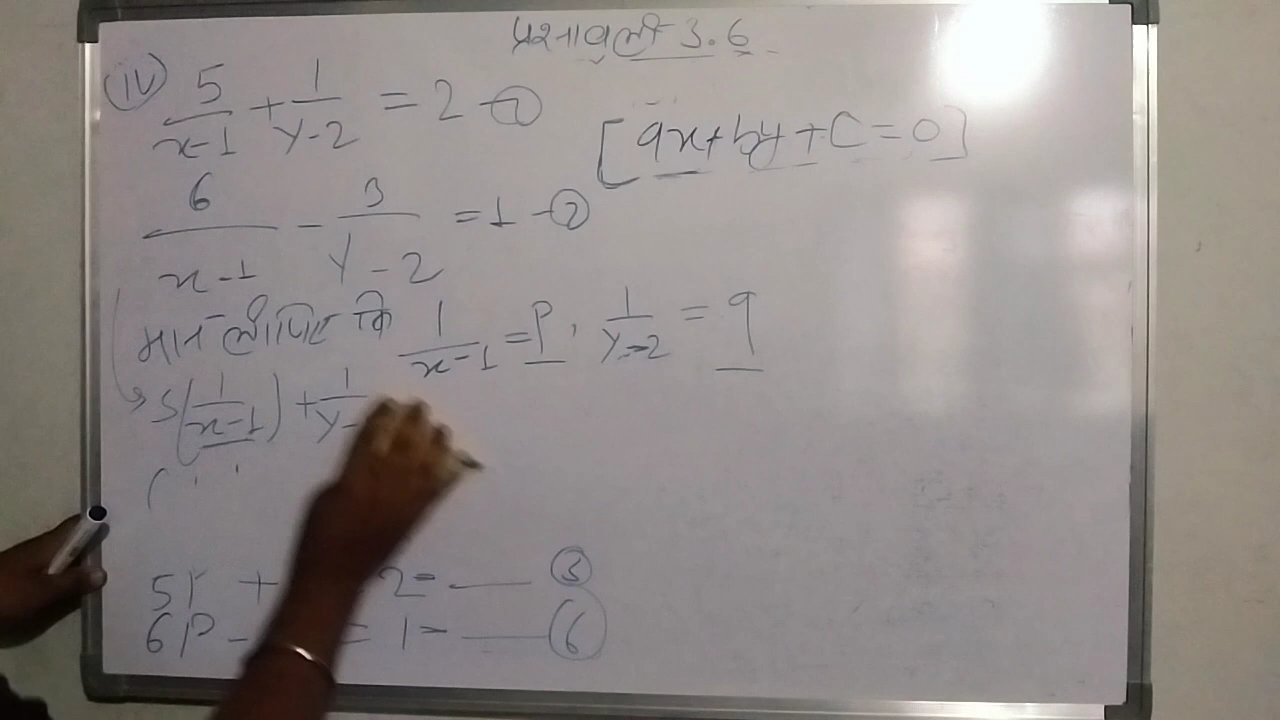 प्रश्नावली 3.6
(iv) 5/(x-1) + 1/(y-2) = 2 -①
[ax+by+C=0]
6/(x-1) - 3/(y-2) = 1 -②
मान लीजिए कि 1/(x-1) = P, 1/(y-2) = q
5(1/(x-1)) + 1/(y-
5P + 2= — ③
6P - = 1- — ⑥